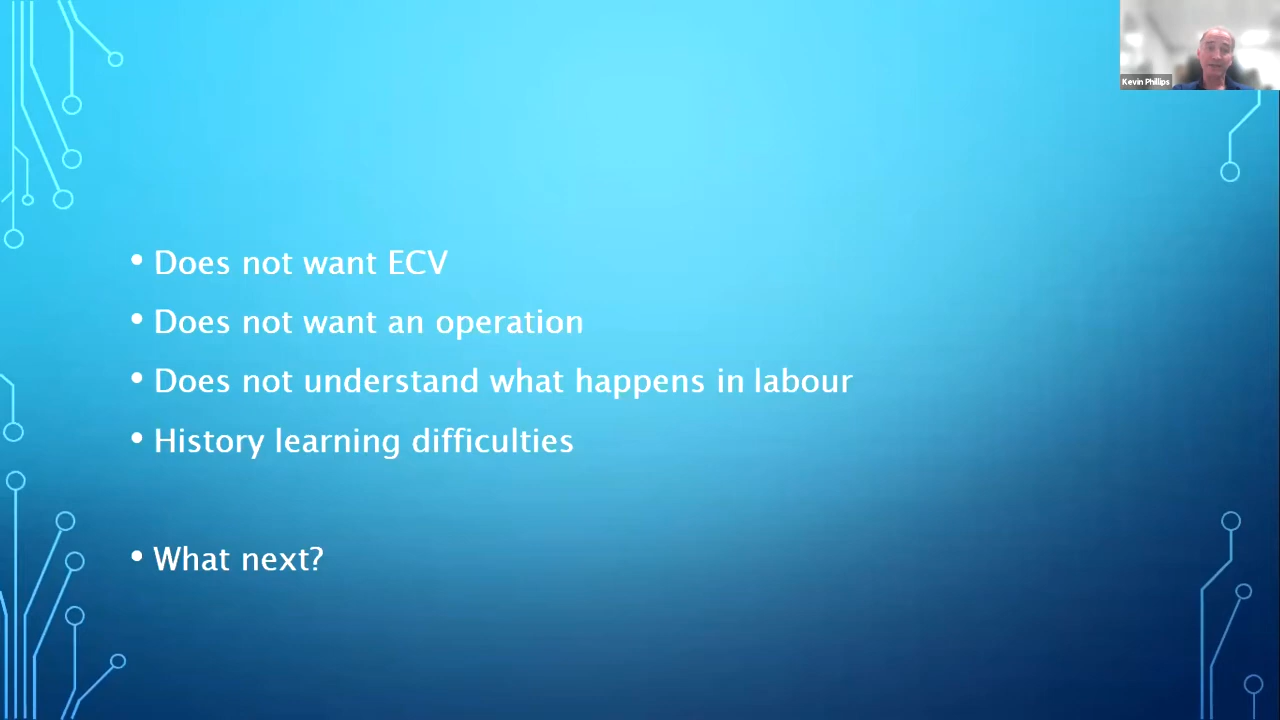 Kevin Phillips
• Does not want ECV
• Does not want an operation
• Does not understand what happens in labour
• History learning difficulties
• What next?